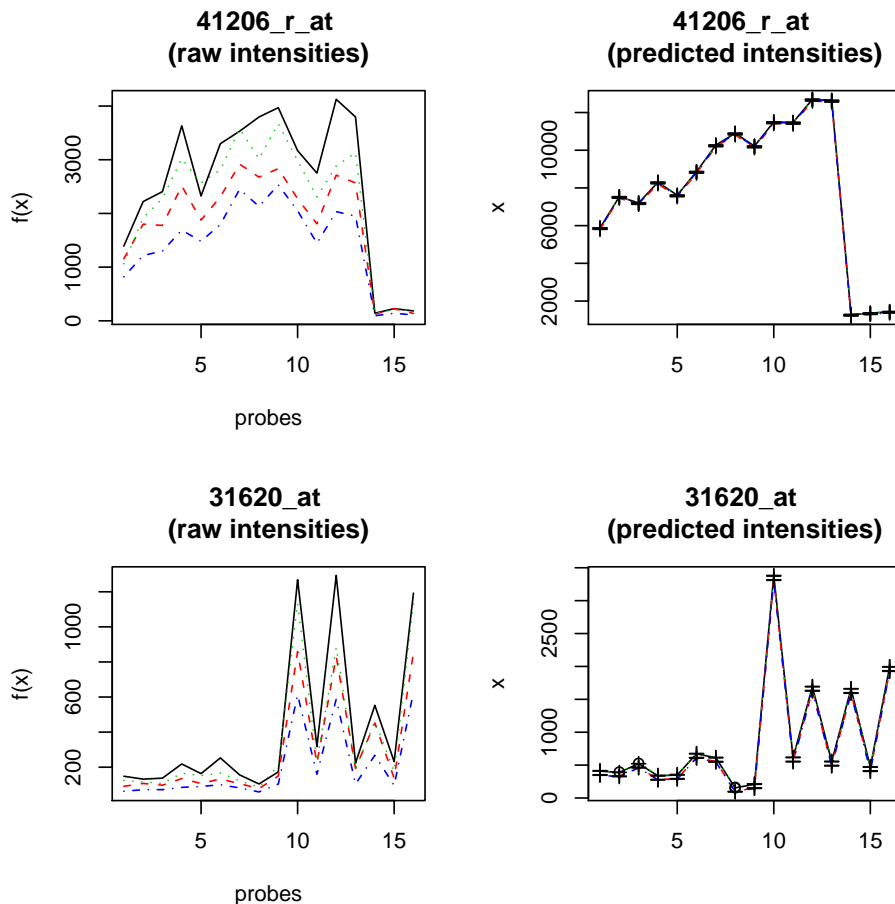 41206_r_at
(raw intensities)
f(x)
0
1000
3000
5
10
15
probes
41206_r_at
(predicted intensities)
x
2000
6000
10000
5
10
15
31620_at
(raw intensities)
f(x)
200
600
1000
5
10
15
probes
31620_at
(predicted intensities)
x
0
1000
2500
5
10
15